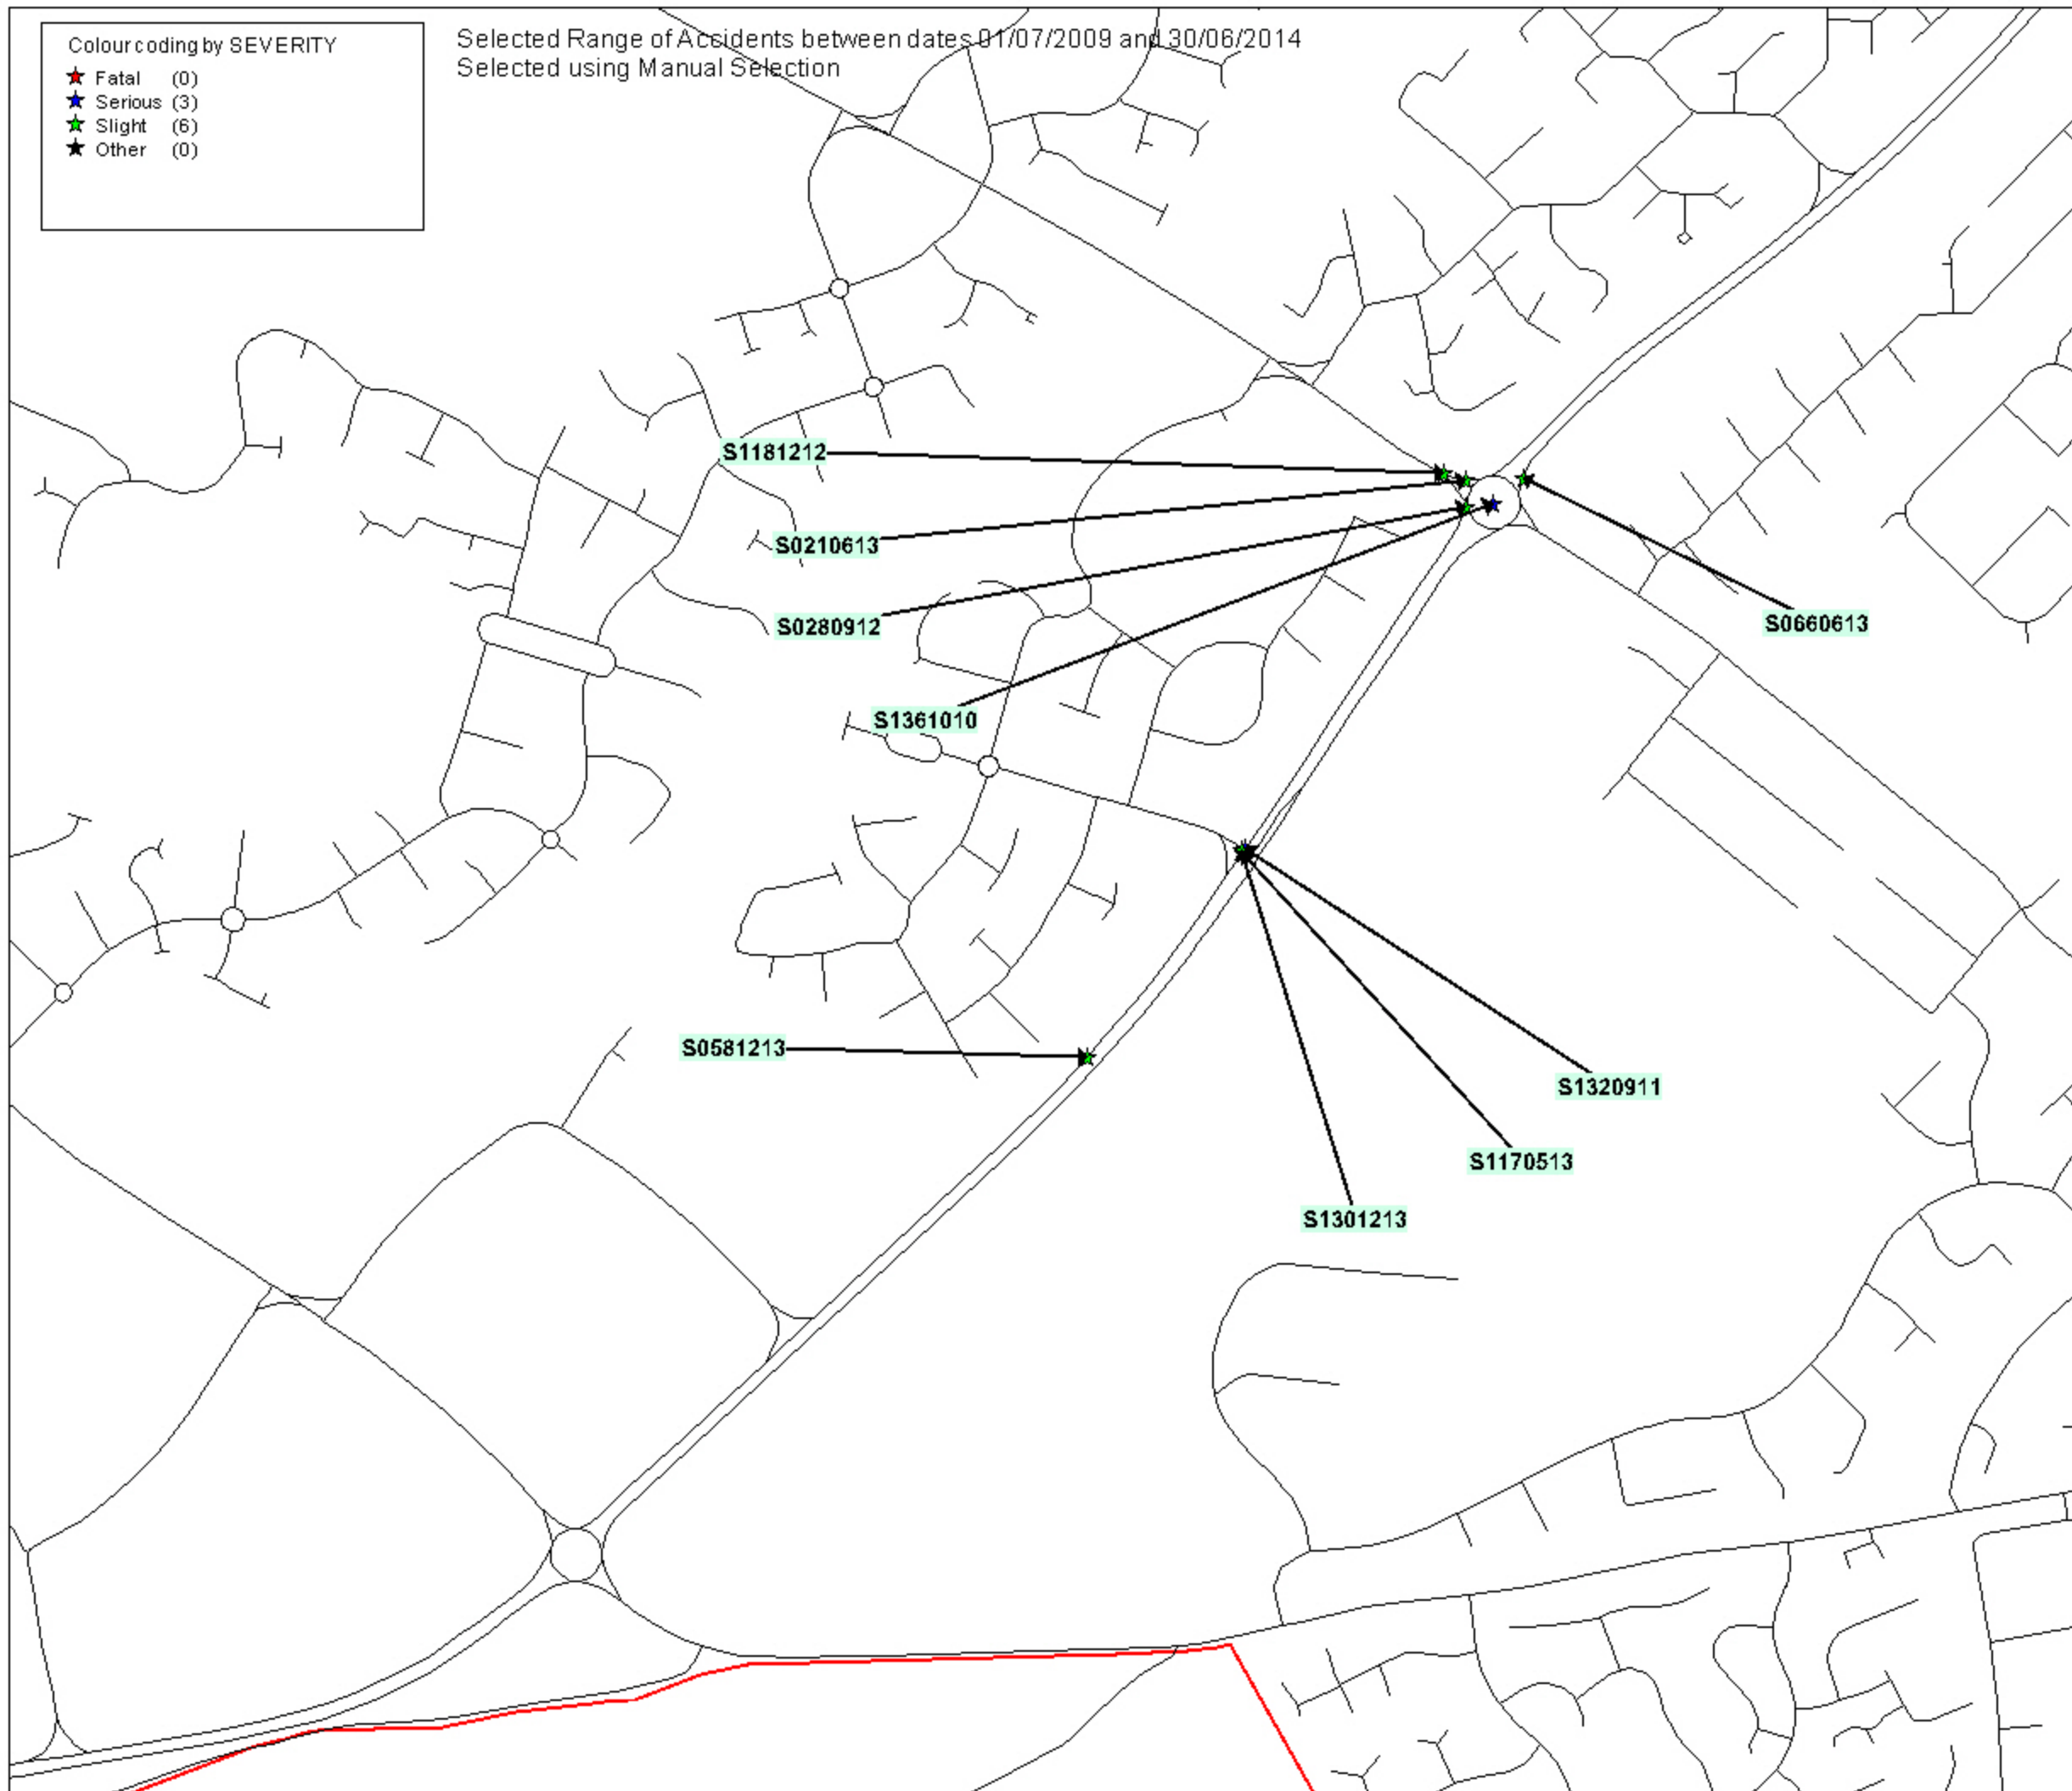 Colour coding by SEVERITY
Fatal (0)
Serious (3)
Slight (6)
Other (0)
Selected Range of Accidents between dates 01/07/2009 and 30/06/2014
Selected using Manual Selection
S1181212
S0210613
S0280912
S0660613
S1361010
S0581213
S1320911
S1170513
S1301213